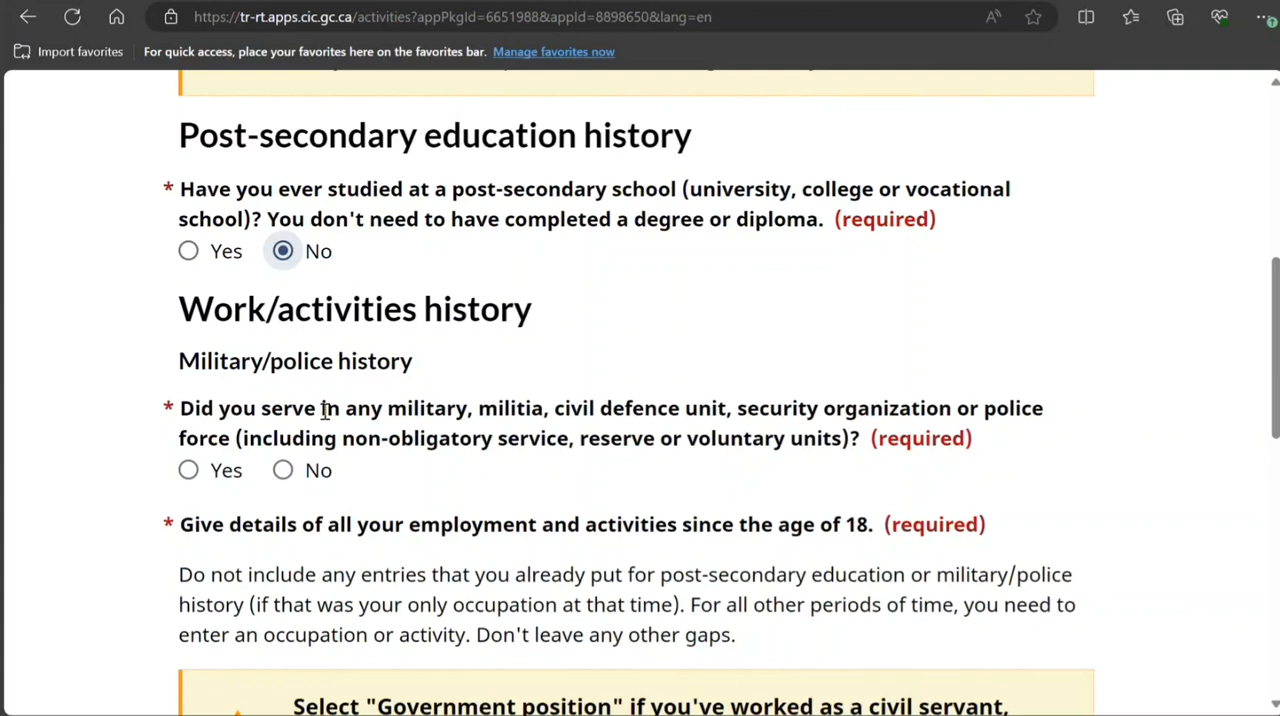 https://tr-rt.apps.cic.gc.ca/activities?appPkgId=6651988&appId=8898650&lang=en
Import favorites
For quick access, place your favorites here on the favorites bar. Manage favorites now
Post-secondary education history
* Have you ever studied at a post-secondary school (university, college or vocational
school)? You don't need to have completed a degree or diploma. (required)
Yes No
Work/activities history
Military/police history
* Did you serve in any military, militia, civil defence unit, security organization or police
force (including non-obligatory service, reserve or voluntary units)? (required)
Yes No
* Give details of all your employment and activities since the age of 18. (required)
Do not include any entries that you already put for post-secondary education or military/police
history (if that was your only occupation at that time). For all other periods of time, you need to
enter an occupation or activity. Don't leave any other gaps.
Select "Government position" if you've worked as a civil servant,